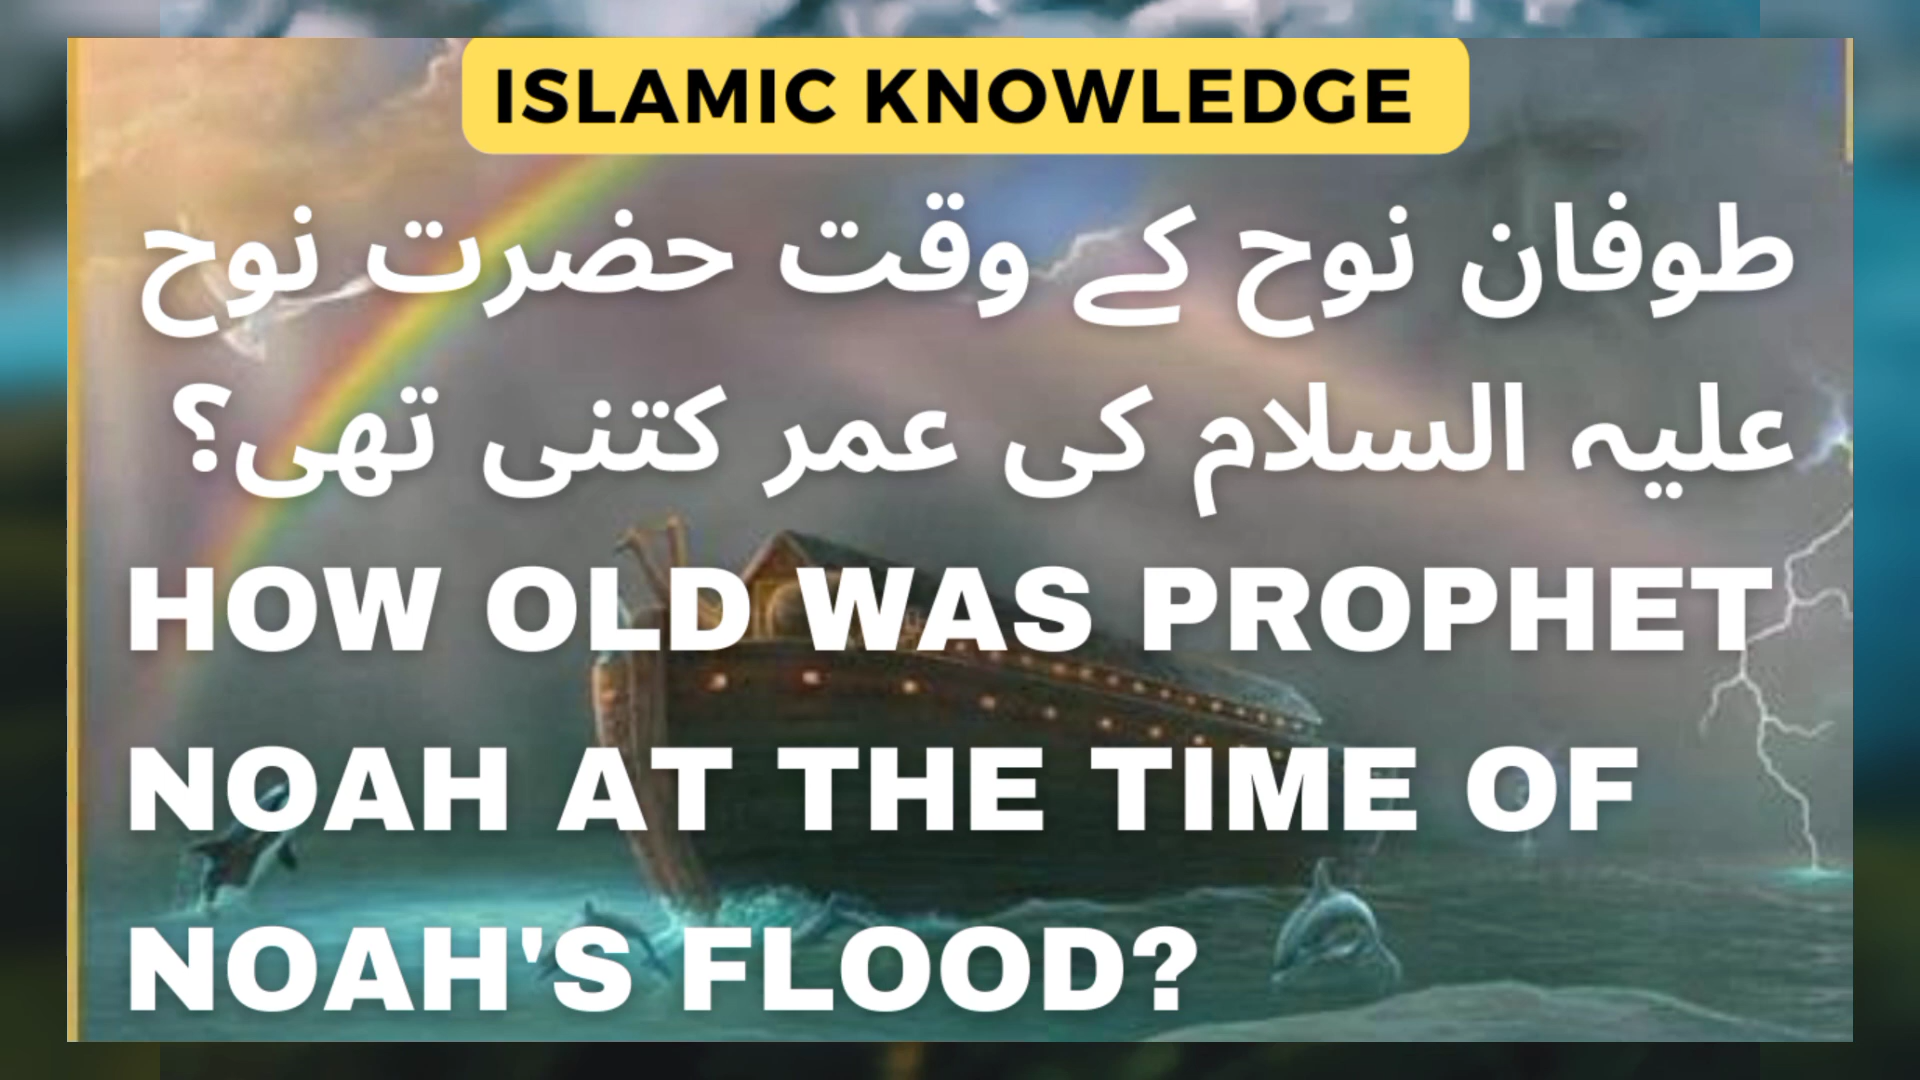 ISLAMIC KNOWLEDGE
طوفان نوح کے وقت حضرت نوح
علیہ السلام کی عمر کتنی تھی؟
HOW OLD WAS PROPHET
NOAH AT THE TIME OF
NOAH'S FLOOD?